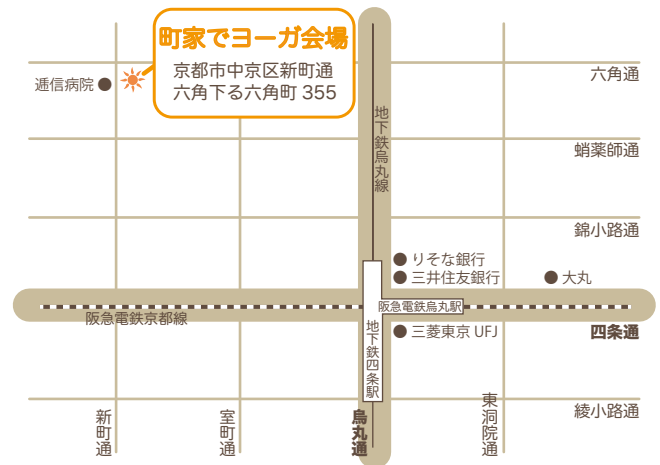 町家でヨーガ会場
京都市中京区新町通
六角下る六角町 355
逓信病院
六角通
地下鉄烏丸線
蛸薬師通
錦小路通
りそな銀行
三井住友銀行
大丸
阪急電鉄烏丸駅
阪急電鉄京都線
地下鉄四条駅
三菱東京 UFJ
四条通
綾小路通
新町通
室町通
烏丸通
東洞院通